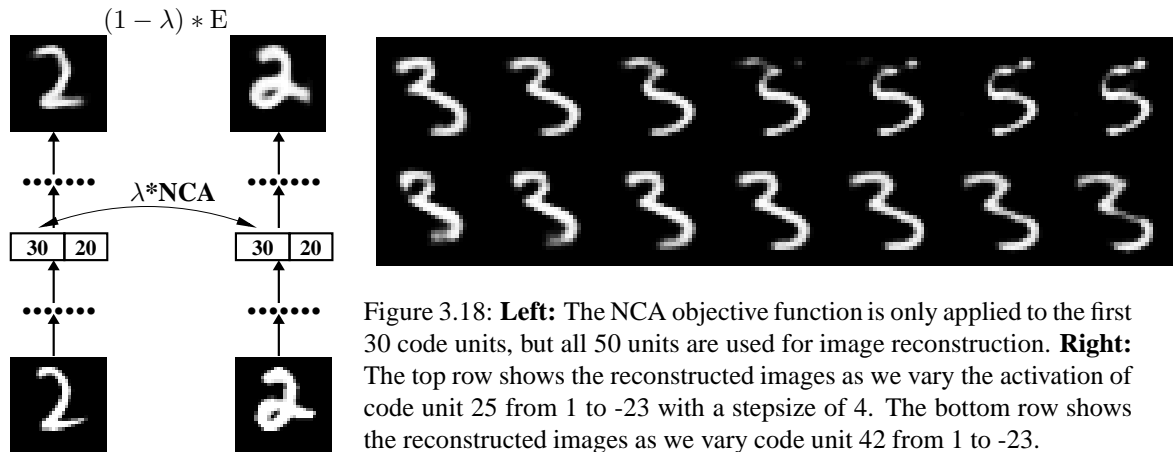 (1 − λ) ∗ E
λ*NCA
30 20
30 20
Figure 3.18: Left: The NCA objective function is only applied to the first
30 code units, but all 50 units are used for image reconstruction. Right:
The top row shows the reconstructed images as we vary the activation of
code unit 25 from 1 to -23 with a stepsize of 4. The bottom row shows
the reconstructed images as we vary code unit 42 from 1 to -23.